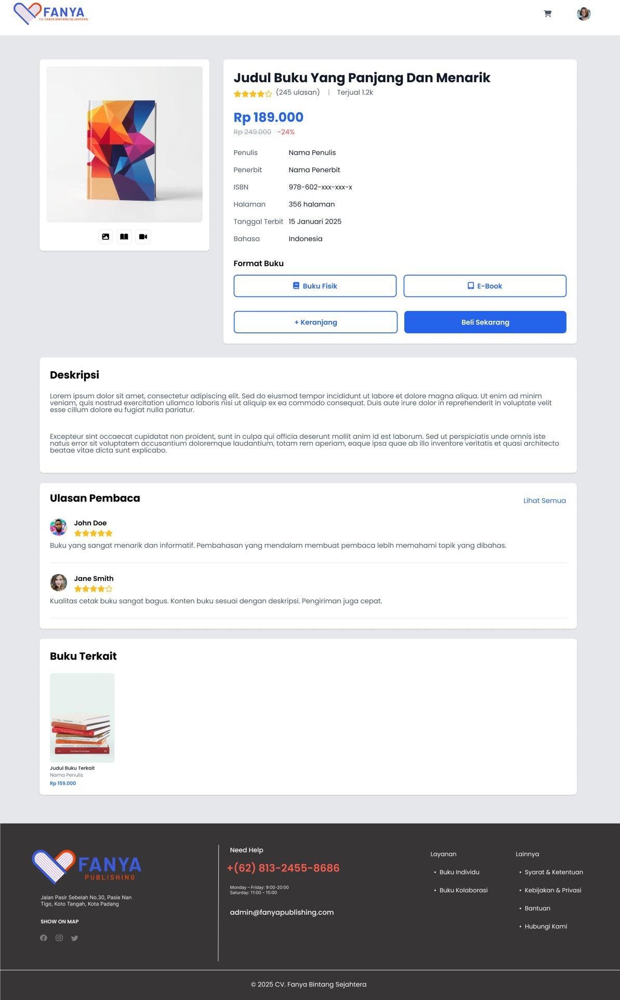 FANYA
CV. FANYA BINTANG SEJAHTERA
Judul Buku Yang Panjang Dan Menarik
(245 ulasan) | Terjual 1.2k
Rp 189.000
Rp 249.000 -24%
Penulis Nama Penulis
Penerbit Nama Penerbit
ISBN 978-602-xxx-xxx-x
Halaman 356 halaman
Tanggal Terbit 15 Januari 2025
Bahasa Indonesia
Format Buku
Buku Fisik E-Book
+ Keranjang Beli Sekarang
Deskripsi
Lorem ipsum dolor sit amet, consectetur adipiscing elit. Sed do eiusmod tempor incididunt ut labore et dolore magna aliqua. Ut enim ad minim
veniam, quis nostrud exercitation ullamco laboris nisi ut aliquip ex ea commodo consequat. Duis aute irure dolor in reprehenderit in voluptate velit
esse cillum dolore eu fugiat nulla pariatur.
Excepteur sint occaecat cupidatat non proident, sunt in culpa qui officia deserunt mollit anim id est laborum. Sed ut perspiciatis unde omnis iste
natus error sit voluptatem accusantium doloremque laudantium, totam rem aperiam, eaque ipsa quae ab illo inventore veritatis et quasi architecto
beatae vitae dicta sunt explicabo.
Ulasan Pembaca
Lihat Semua
John Doe
Buku yang sangat menarik dan informatif. Pembahasan yang mendalam membuat pembaca lebih memahami topik yang dibahas.
Jane Smith
Kualitas cetak buku sangat bagus. Konten buku sesuai dengan deskripsi. Pengiriman juga cepat.
Buku Terkait
Judul Buku Terkait
Nama Penulis
Rp 159.000
FANYA
PUBLISHING
Jalan Pasir Sebelah No.30, Pasie Nan
Tigo, Koto Tangah, Kota Padang
SHOW ON MAP
Need Help
+(62) 813-2455-8686
Monday – Friday: 9:00-20:00
Saturday: 11:00 – 15:00
admin@fanyapublishing.com
Layanan
• Buku Individu
• Buku Kolaborasi
Lainnya
• Syarat & Ketentuan
• Kebijakan & Privasi
• Bantuan
• Hubungi Kami
© 2025 CV. Fanya Bintang Sejahtera